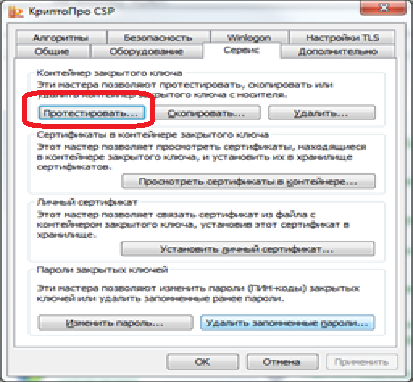 КриптоПро CSP
Алгоритмы Безопасность Winlogon Настройки TLS
Общие Оборудование Сервис Дополнительно
Контейнер закрытого ключа
Эти мастера позволяют протестировать, скопировать или
удалить контейнер закрытого ключа с носителя.
Протестировать... Скопировать... Удалить...
Сертификаты в контейнере закрытого ключа
Этот мастер позволяет просмотреть сертификаты, находящиеся
в контейнере закрытого ключа, и установить их в хранилище
сертификатов.
Просмотреть сертификаты в контейнере...
Личный сертификат
Этот мастер позволяет связать сертификат из файла с
контейнером закрытого ключа, установив этот сертификат в
хранилище.
Установить личный сертификат...
Пароли закрытых ключей
Эти мастера позволяют изменить пароли (ПИН-коды) закрытых
ключей или удалить запомненные ранее пароли.
Изменить пароль... Удалить запомненные пароли...
ОК Отмена Применить